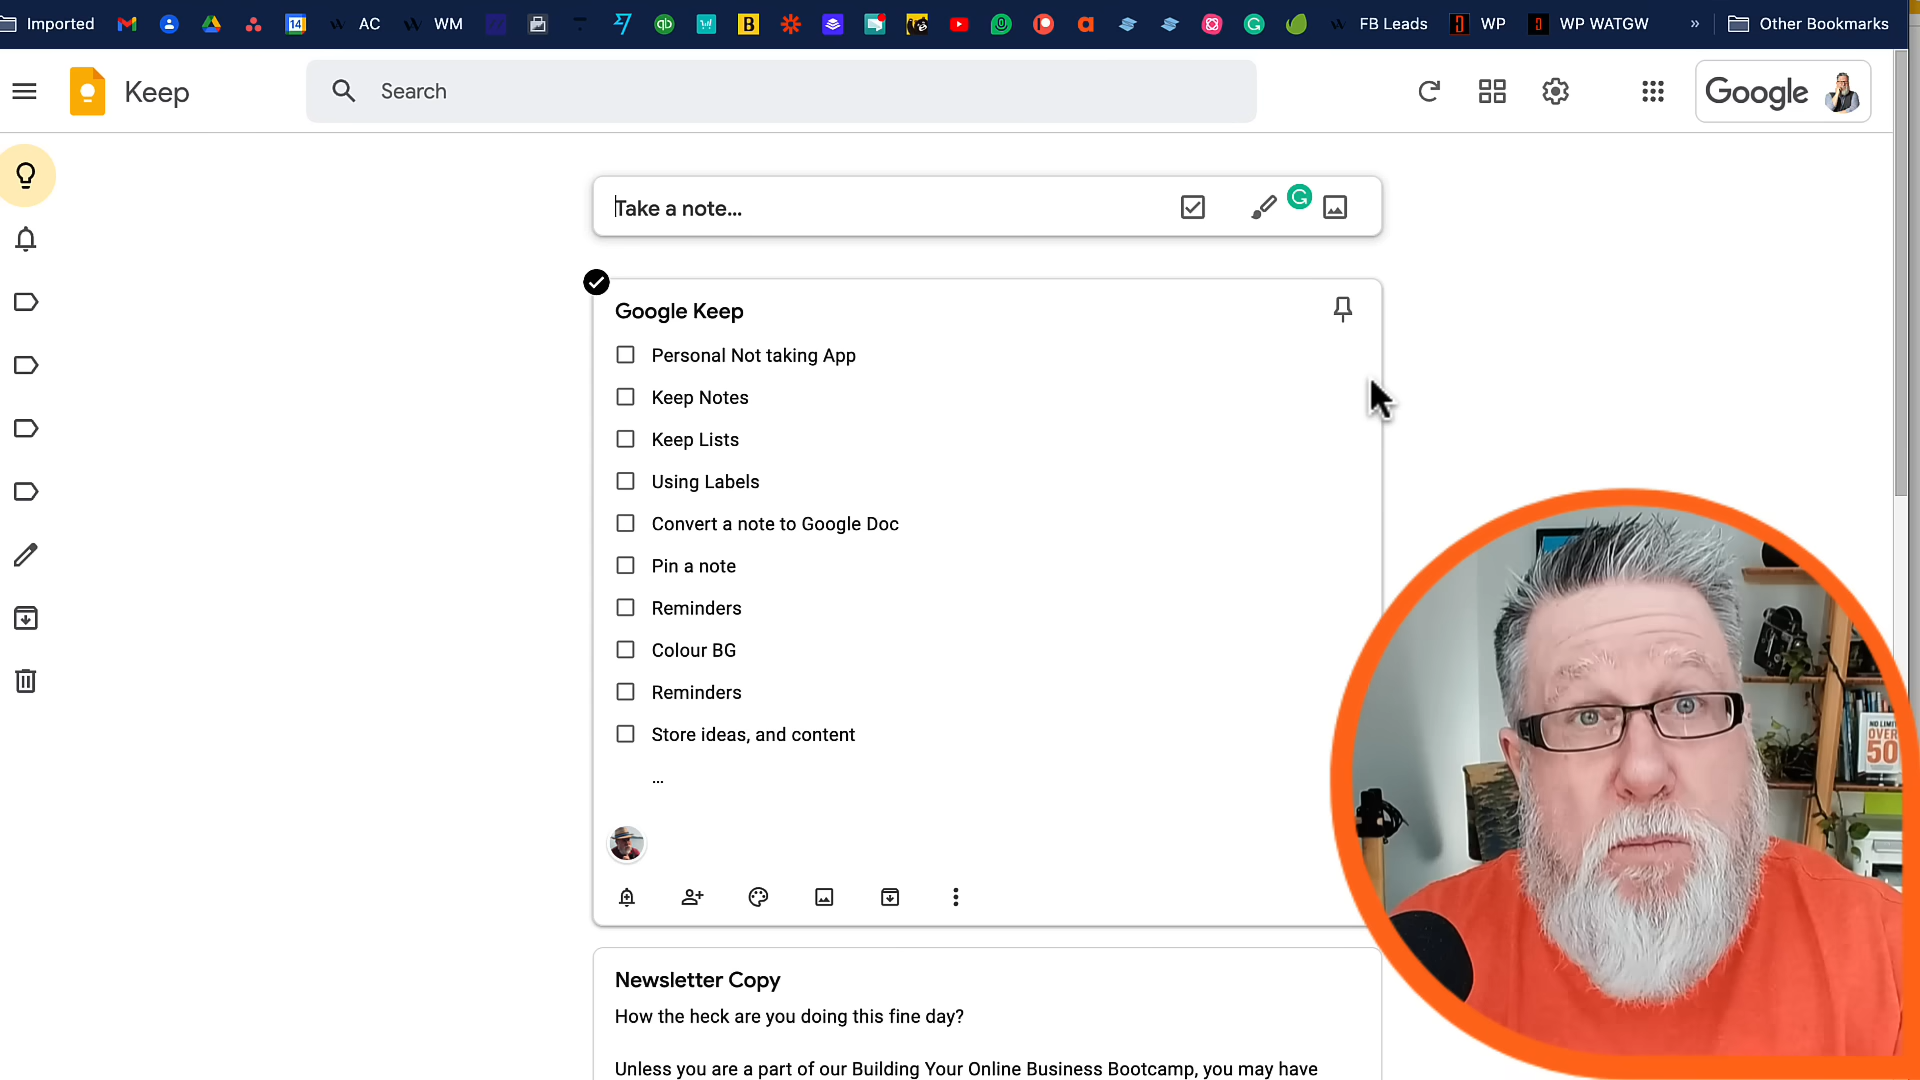 Imported
14
AC
WM
FB Leads
WP
WP WATGW
»
Other Bookmarks
Keep
Search
Google
Take a note...
Google Keep
Personal Not taking App
Keep Notes
Keep Lists
Using Labels
Convert a note to Google Doc
Pin a note
Reminders
Colour BG
Reminders
Store ideas, and content
...
Newsletter Copy
How the heck are you doing this fine day?
Unless you are a part of our Building Your Online Business Bootcamp, you may have
OVER
50